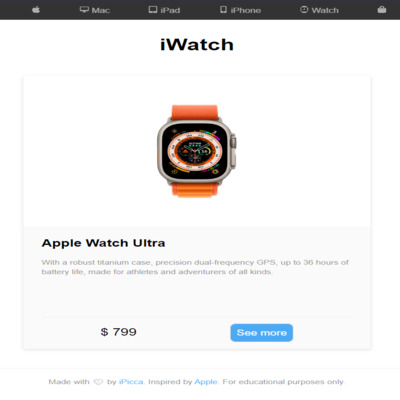 Mac iPad iPhone Watch
iWatch
Apple Watch Ultra
With a robust titanium case, precision dual-frequency GPS, up to 36 hours of
battery life, made for athletes and adventurers of all kinds.
$ 799 See more
Made with ♡ by iPicca. Inspired by Apple. For educational purposes only.